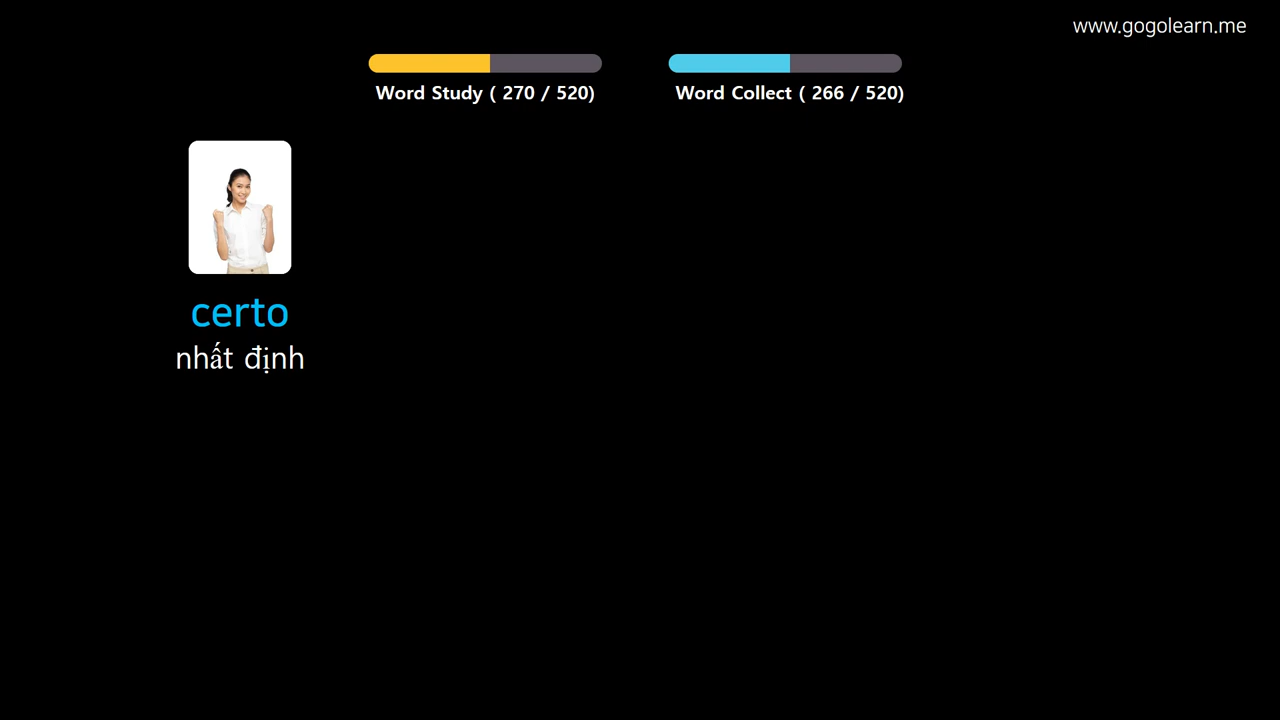 www.gogolearn.me
Word Study ( 270 / 520)
Word Collect ( 266 / 520)
certo
nhất định